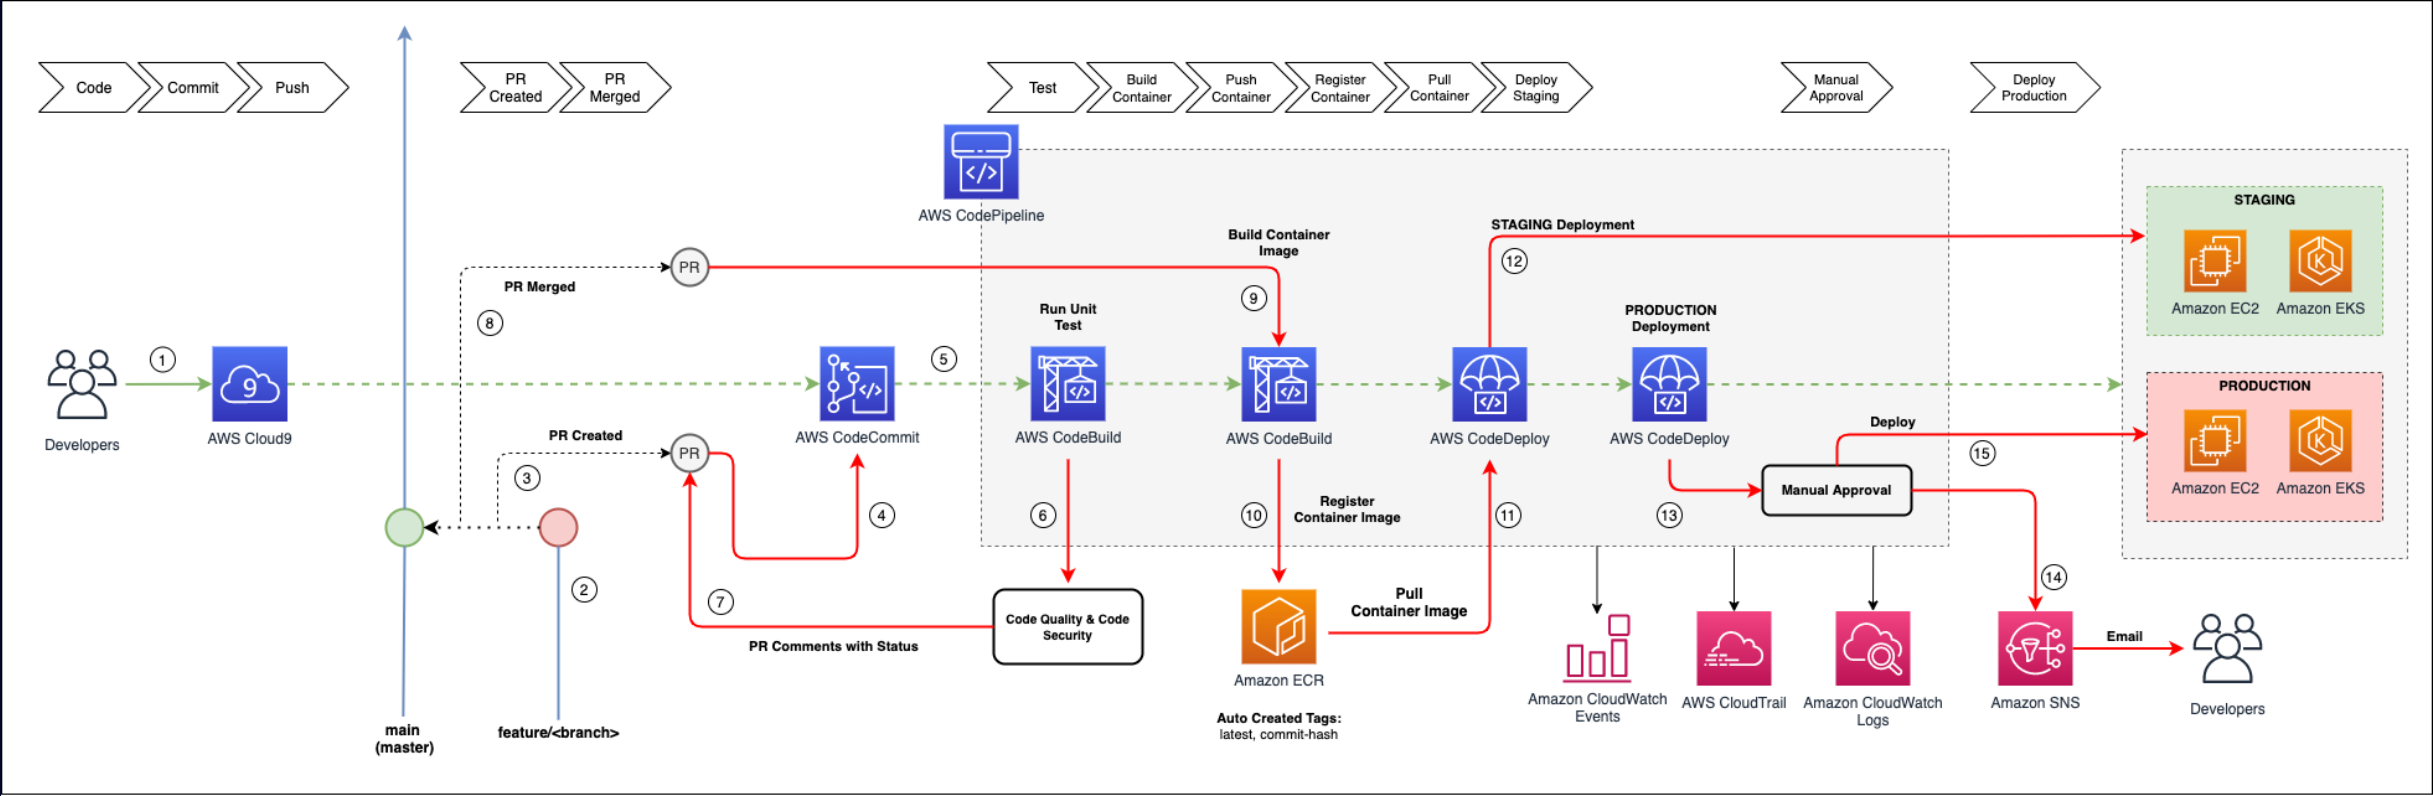 Code
Commit
Push
PR
Created
PR
Merged
Test
Build
Container
Push
Container
Register
Container
Pull
Container
Deploy
Staging
Manual
Approval
Deploy
Production
AWS CodePipeline
STAGING
Amazon EC2
Amazon EKS
STAGING Deployment
12
Build Container
Image
PR
PR Merged
8
9
Run Unit
Test
PRODUCTION
Deployment
1
9
5
Developers
AWS Cloud9
AWS CodeCommit
AWS CodeBuild
AWS CodeBuild
AWS CodeDeploy
AWS CodeDeploy
PRODUCTION
Amazon EC2
Amazon EKS
Deploy
15
PR Created
PR
3
4
6
10
Register
Container Image
11
13
Manual Approval
14
2
7
PR Comments with Status
Code Quality & Code
Security
Pull
Container Image
Amazon ECR
Auto Created Tags:
latest, commit-hash
Amazon CloudWatch
Events
AWS CloudTrail
Amazon CloudWatch
Logs
Amazon SNS
Email
Developers
main
(master)
feature/<branch>